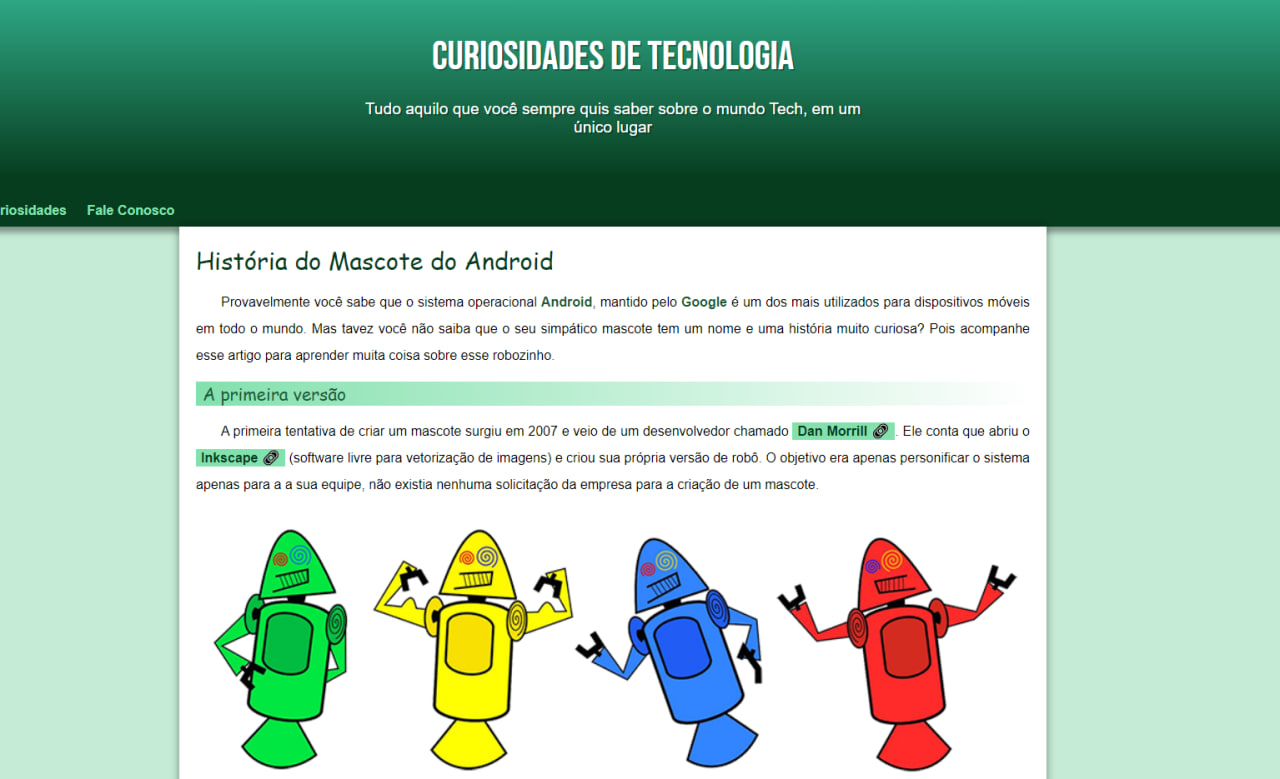 CURIOSIDADES DE TECNOLOGIA
Tudo aquilo que você sempre quis saber sobre o mundo Tech, em um
único lugar
riosidades Fale Conosco
História do Mascote do Android
Provavelmente você sabe que o sistema operacional Android, mantido pelo Google é um dos mais utilizados para dispositivos móveis
em todo o mundo. Mas tavez você não saiba que o seu simpático mascote tem um nome e uma história muito curiosa? Pois acompanhe
esse artigo para aprender muita coisa sobre esse robozinho.
A primeira versão
A primeira tentativa de criar um mascote surgiu em 2007 e veio de um desenvolvedor chamado Dan Morrill . Ele conta que abriu o
Inkscape (software livre para vetorização de imagens) e criou sua própria versão de robô. O objetivo era apenas personificar o sistema
apenas para a a sua equipe, não existia nenhuma solicitação da empresa para a criação de um mascote.